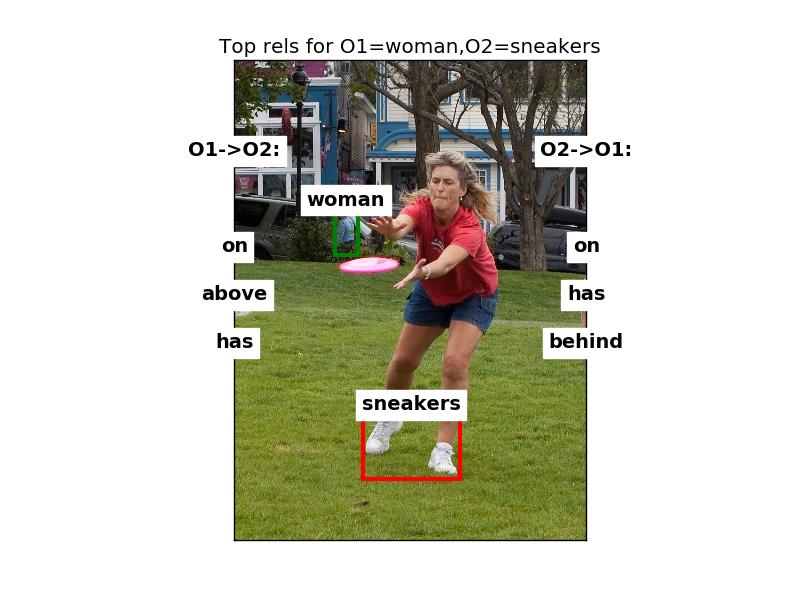 Top rels for O1=woman,O2=sneakers
O1->O2:
O2->O1:
woman
on
on
above
has
has
behind
sneakers